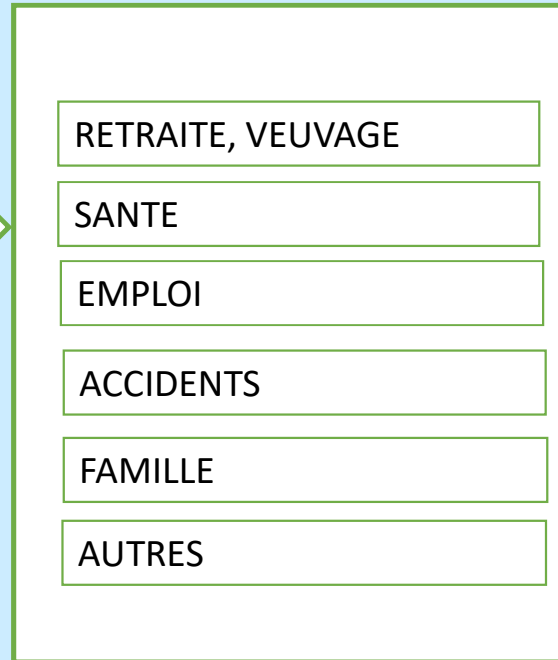 RETRAITE, VEUVAGE
SANTE
EMPLOI
ACCIDENTS
FAMILLE
AUTRES